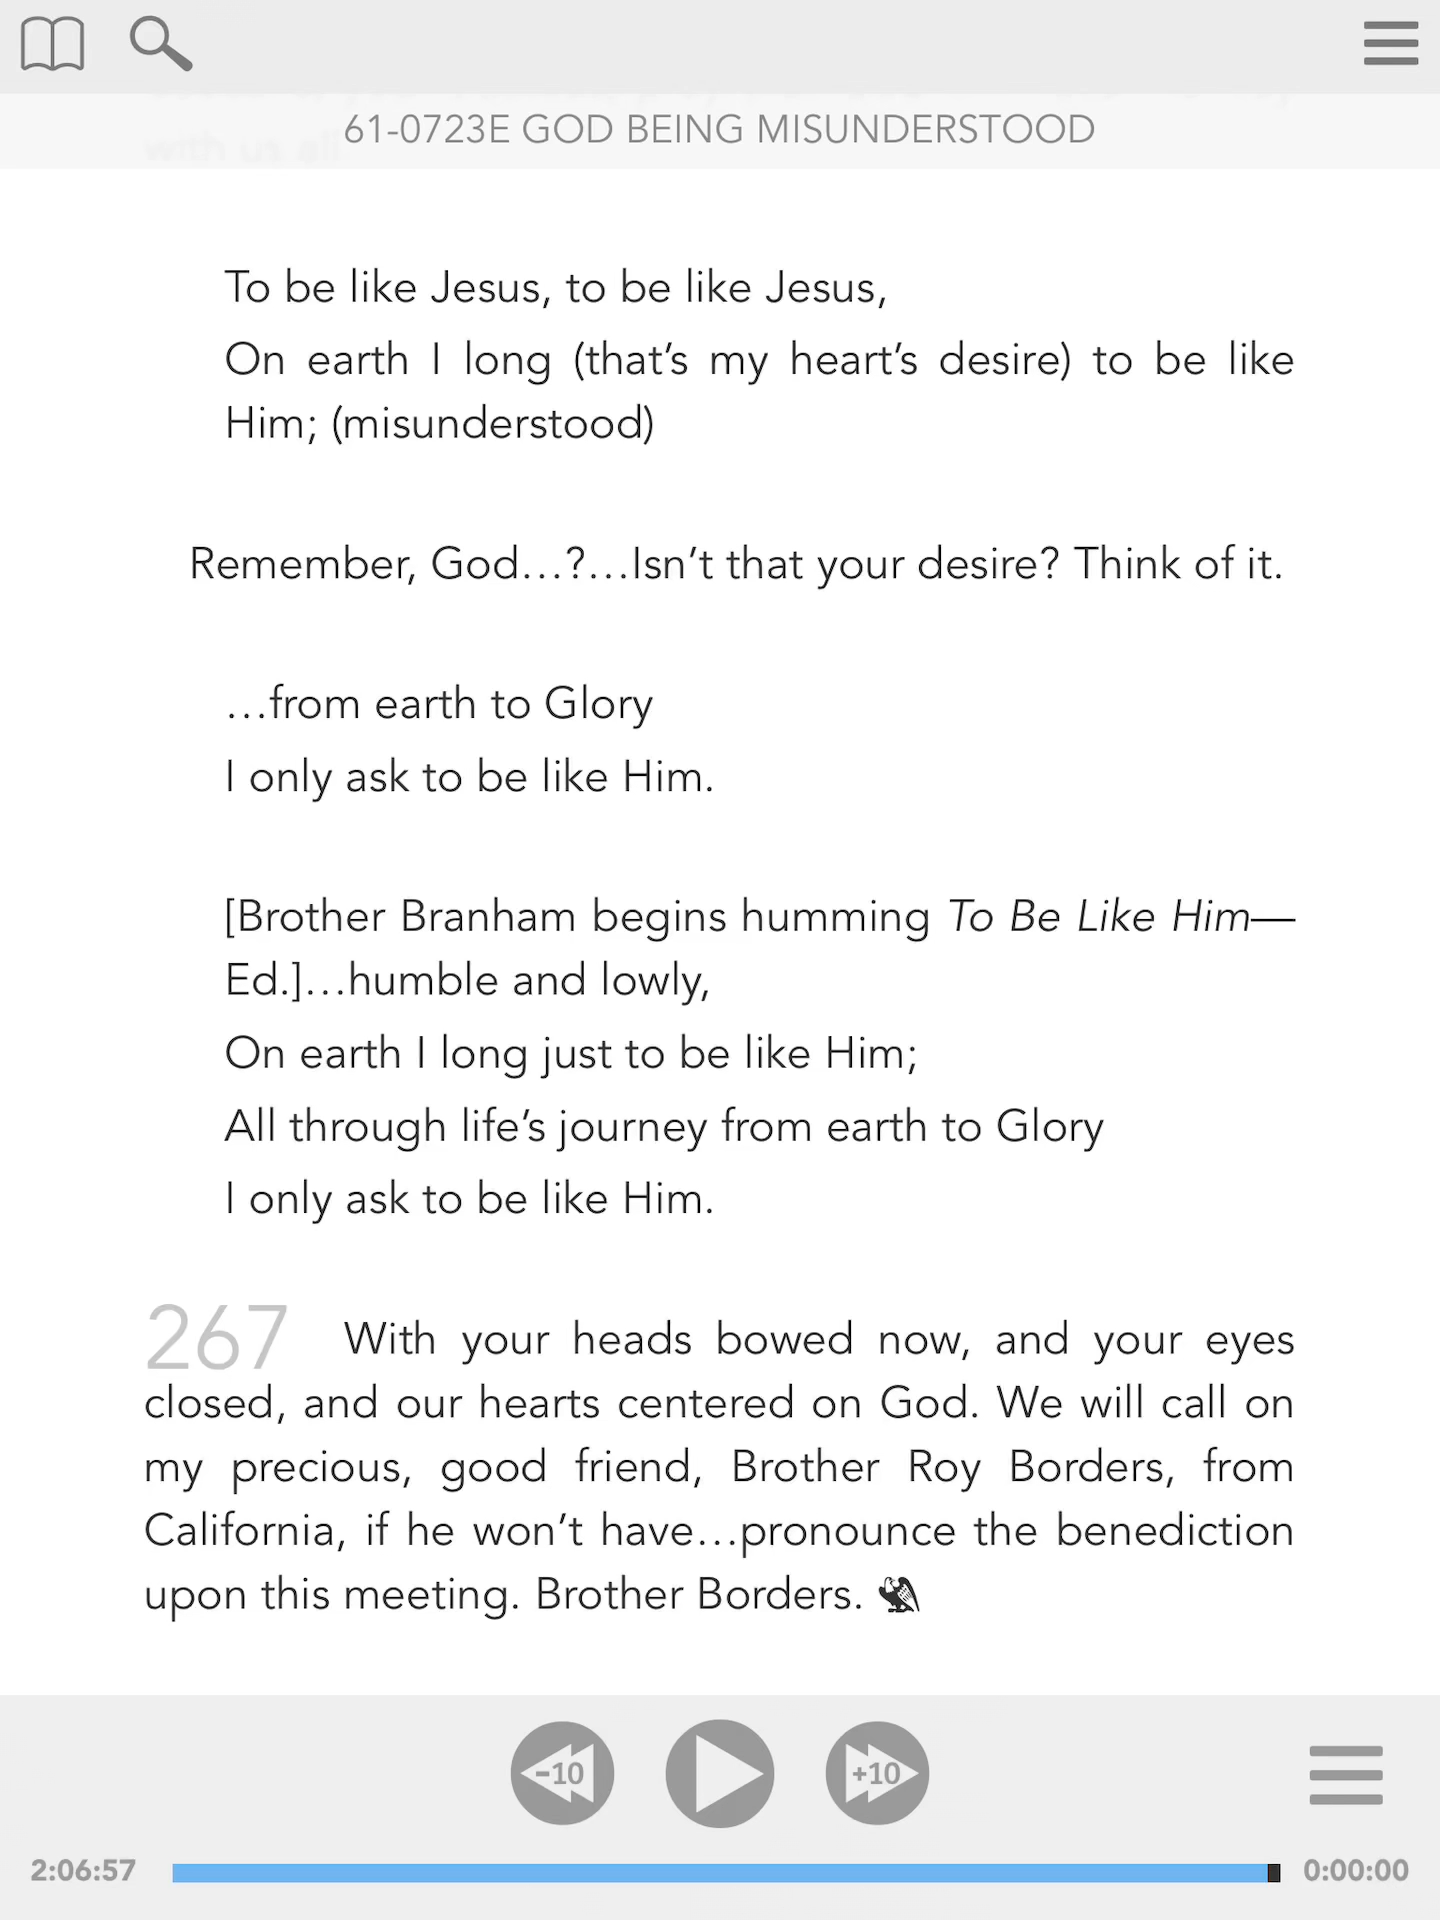 with us all
61-0723E GOD BEING MISUNDERSTOOD
To be like Jesus, to be like Jesus,
On earth I long (that’s my heart’s desire) to be like
Him; (misunderstood)
Remember, God…?…Isn’t that your desire? Think of it.
…from earth to Glory
I only ask to be like Him.
[Brother Branham begins humming To Be Like Him—
Ed.]…humble and lowly,
On earth I long just to be like Him;
All through life’s journey from earth to Glory
I only ask to be like Him.
267 With your heads bowed now, and your eyes
closed, and our hearts centered on God. We will call on
my precious, good friend, Brother Roy Borders, from
California, if he won’t have…pronounce the benediction
upon this meeting. Brother Borders.
-10 +10
2:06:57 0:00:00